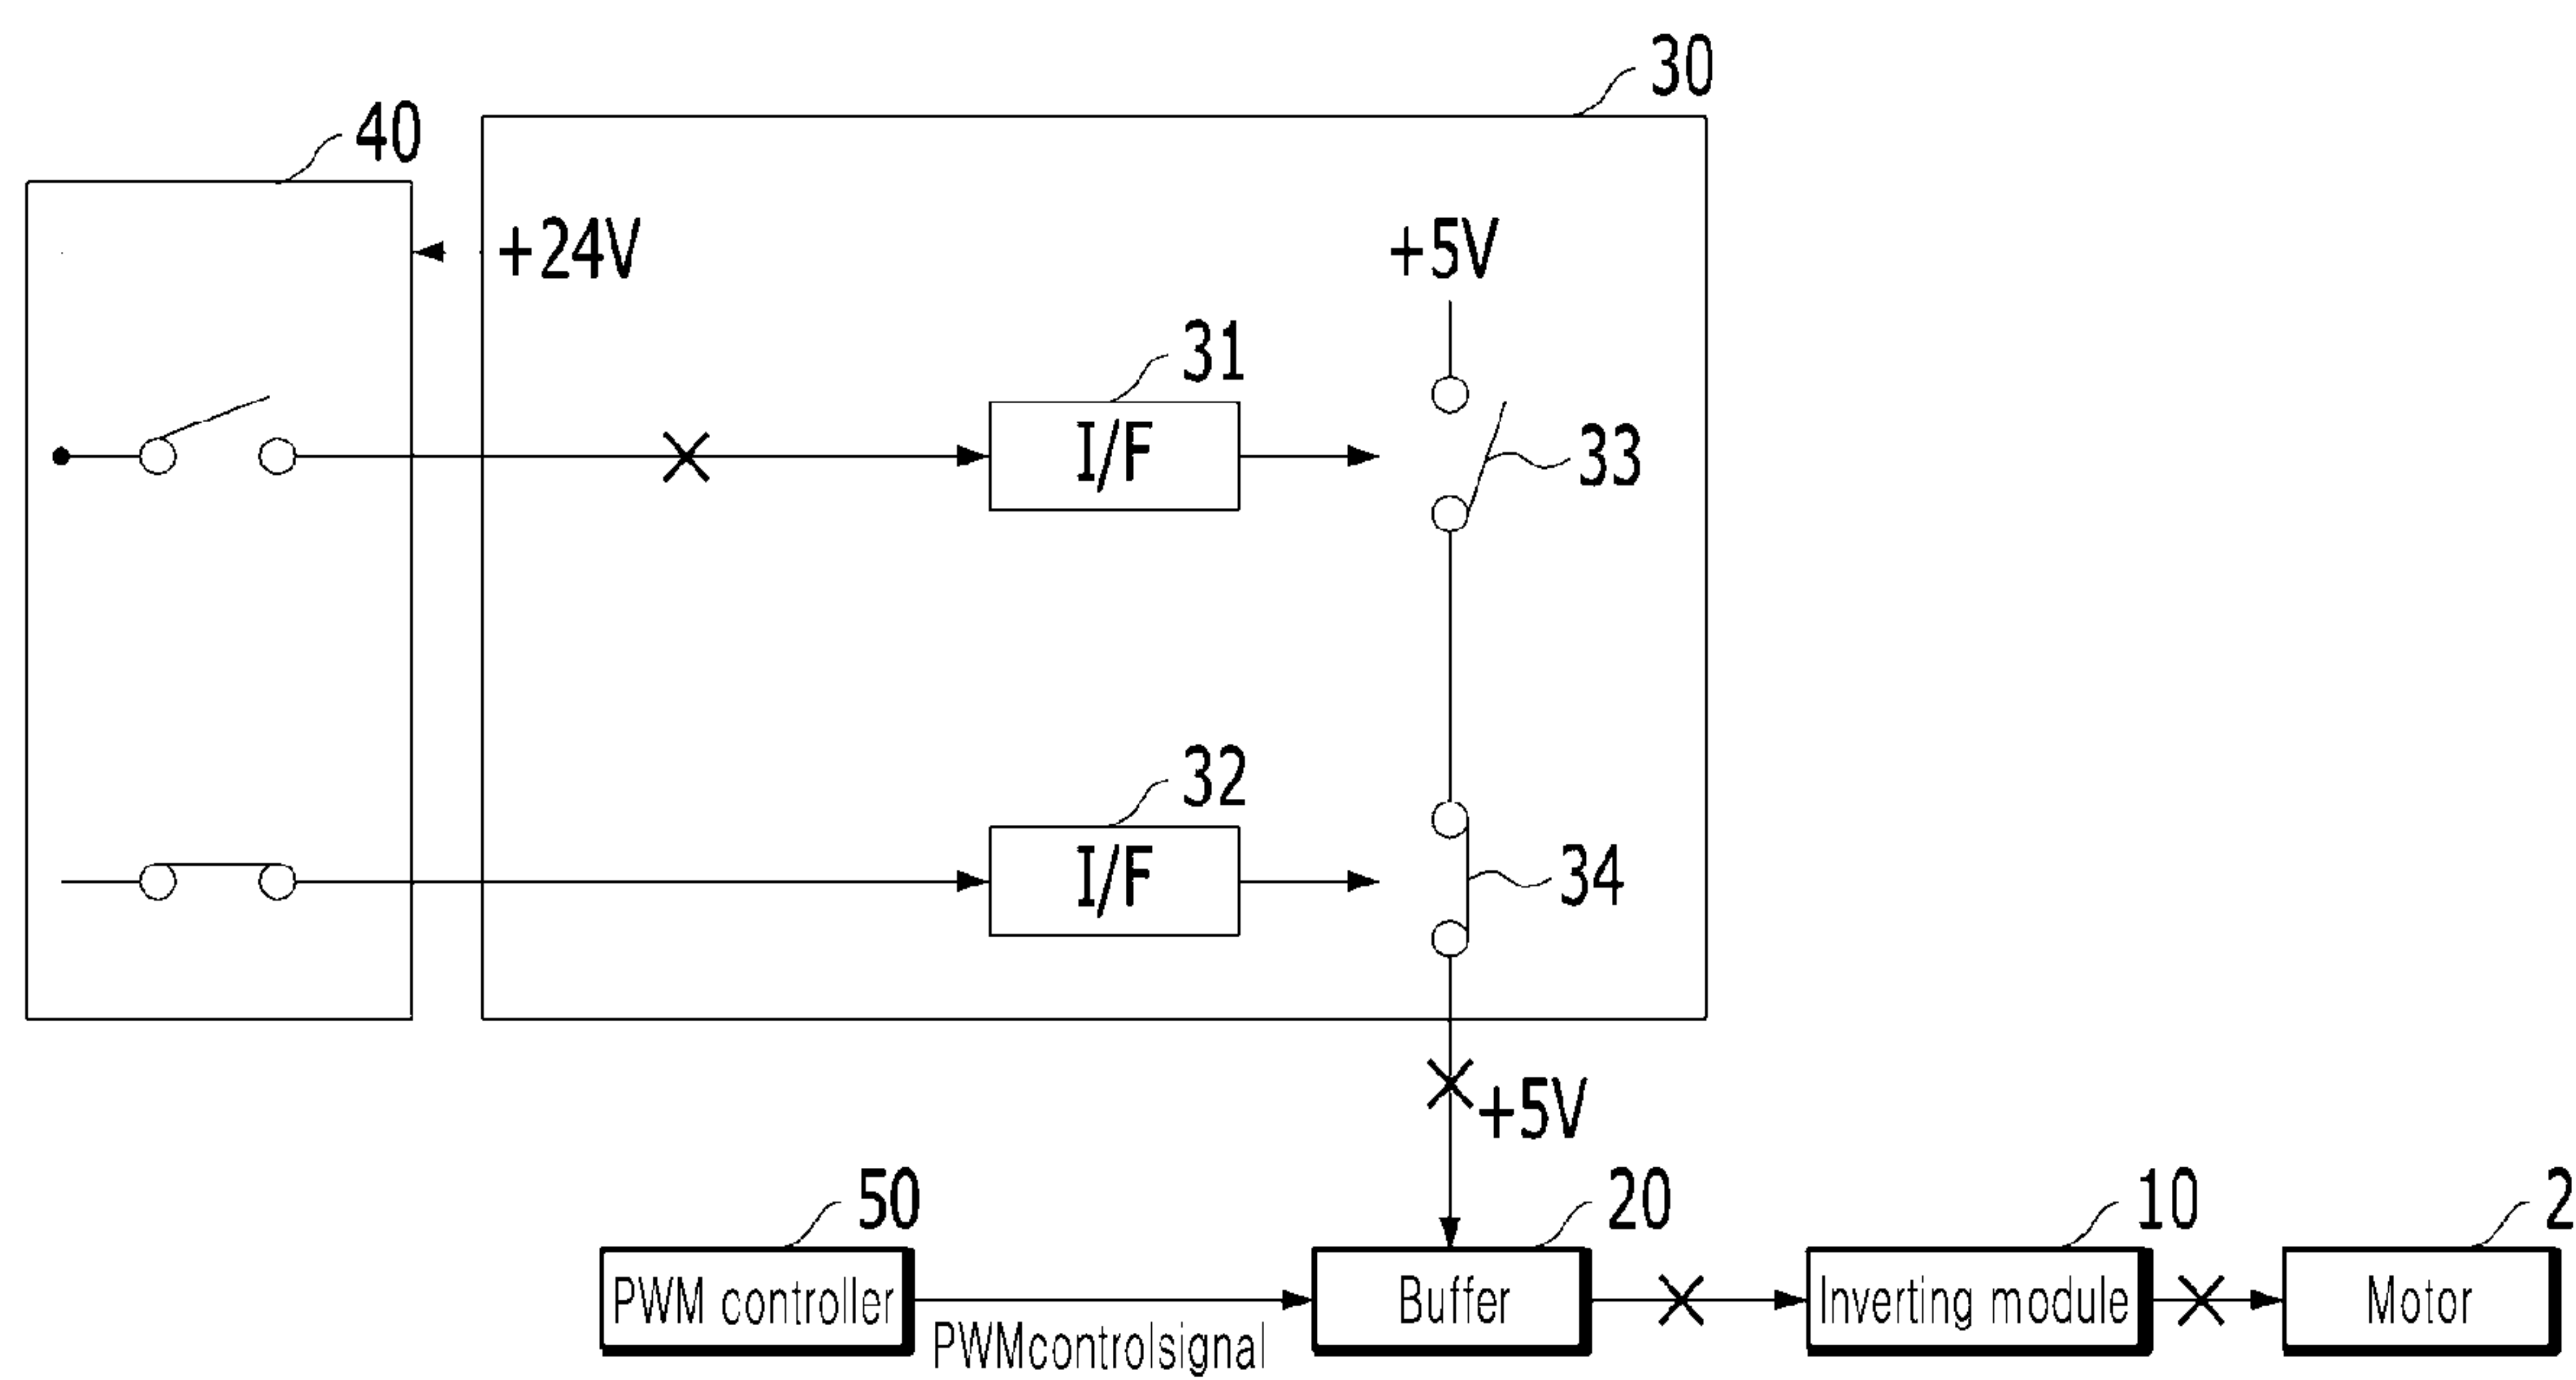 30
40
+24V
+5V
31
I/F
33
32
I/F
34
+5V
50
20
10
2
PWM controller
Buffer
Inverting module
Motor
PWMcontrolsignal